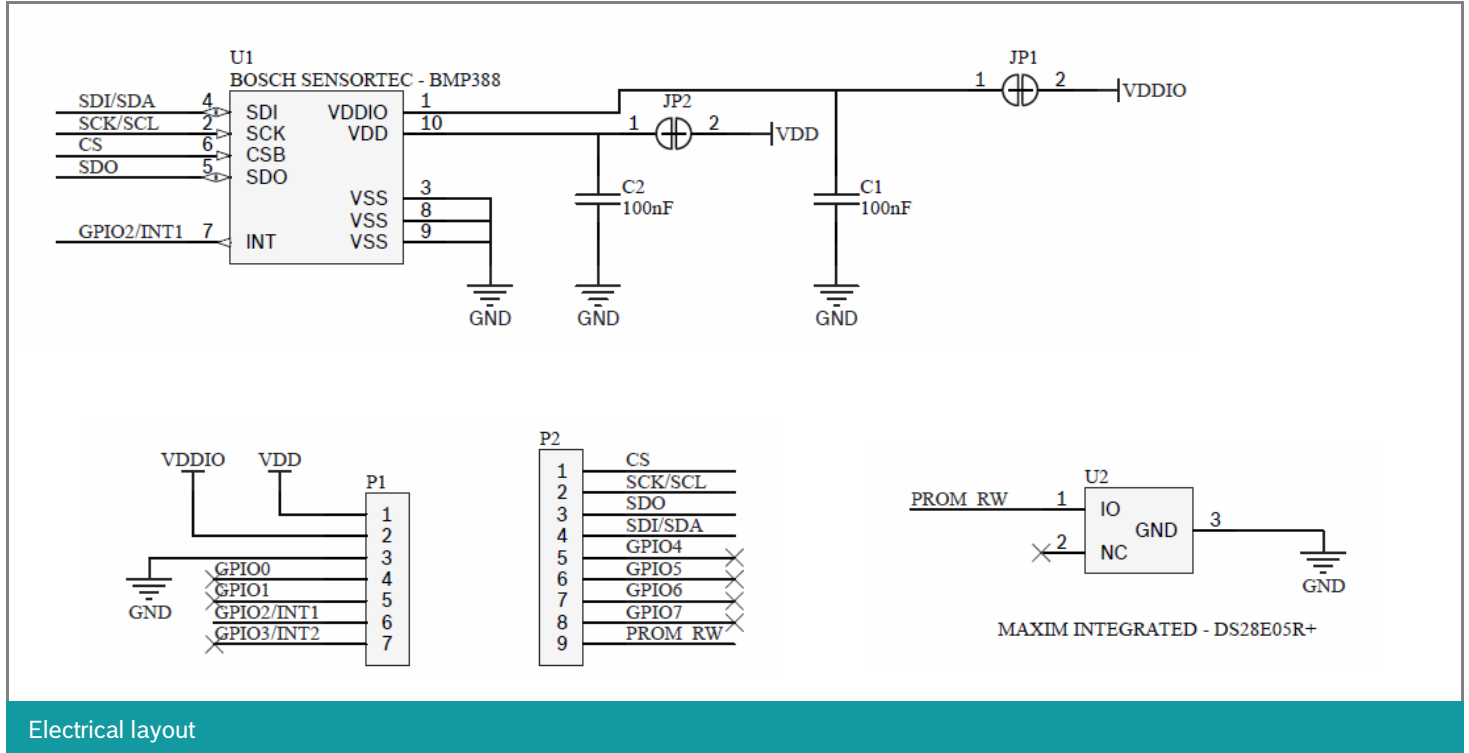 U1
BOSCH SENSORTEC - BMP388
SDI/SDA 4 SDI VDDIO 1
SCK/SCL 2 SCK VDD 10
CS 6 CSB
SDO 5 SDO
VSS 3
VSS 8
VSS 9
GPIO2/INT1 7 INT
GND
JP2
1 2 VDD
C2
100nF
GND
JP1
1 2 VDDIO
C1
100nF
GND
VDDIO VDD
P1
1
2
3
GND
GPIO0 4
GPIO1 5
GPIO2/INT1 6
GPIO3/INT2 7
P2
1 CS
2 SCK/SCL
3 SDO
4 SDI/SDA
5 GPIO4
6 GPIO5
7 GPIO6
8 GPIO7
9 PROM_RW
U2
PROM_RW 1 IO
GND 3
2 NC
GND
MAXIM INTEGRATED - DS28E05R+
Electrical layout